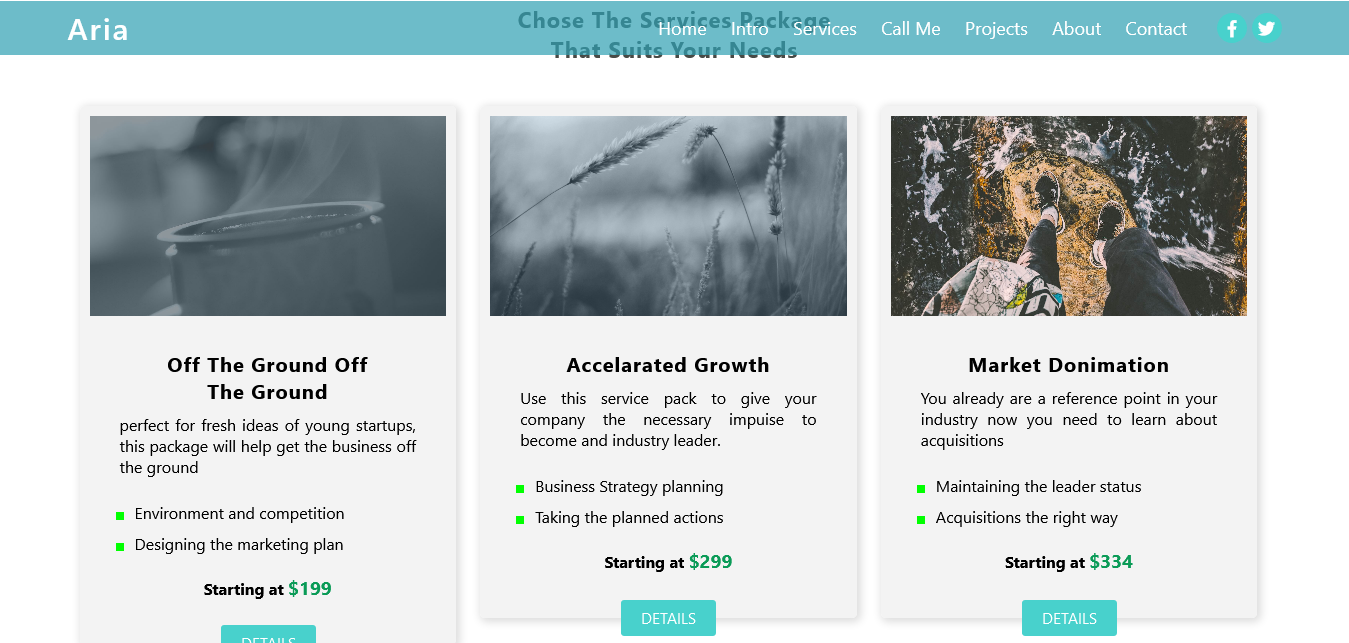 Aria
Home Intro Services Call Me Projects About Contact
Chose The Services Package
That Suits Your Needs
Off The Ground Off
The Ground
perfect for fresh ideas of young startups,
this package will help get the business off
the ground
Environment and competition
Designing the marketing plan
Starting at $199
DETAILS
Accelarated Growth
Use this service pack to give your
company the necessary impuise to
become and industry leader.
Business Strategy planning
Taking the planned actions
Starting at $299
DETAILS
Market Donimation
You already are a reference point in your
industry now you need to learn about
acquisitions
Maintaining the leader status
Acquisitions the right way
Starting at $334
DETAILS